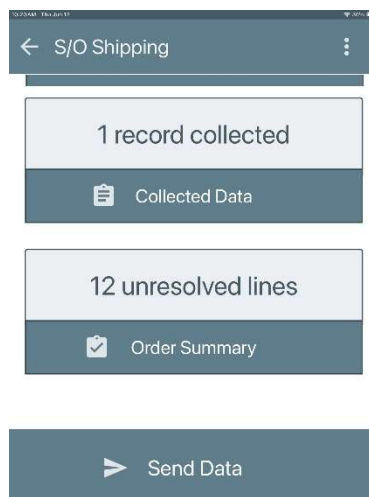 S/O Shipping
1 record collected
Collected Data
12 unresolved lines
Order Summary
Send Data